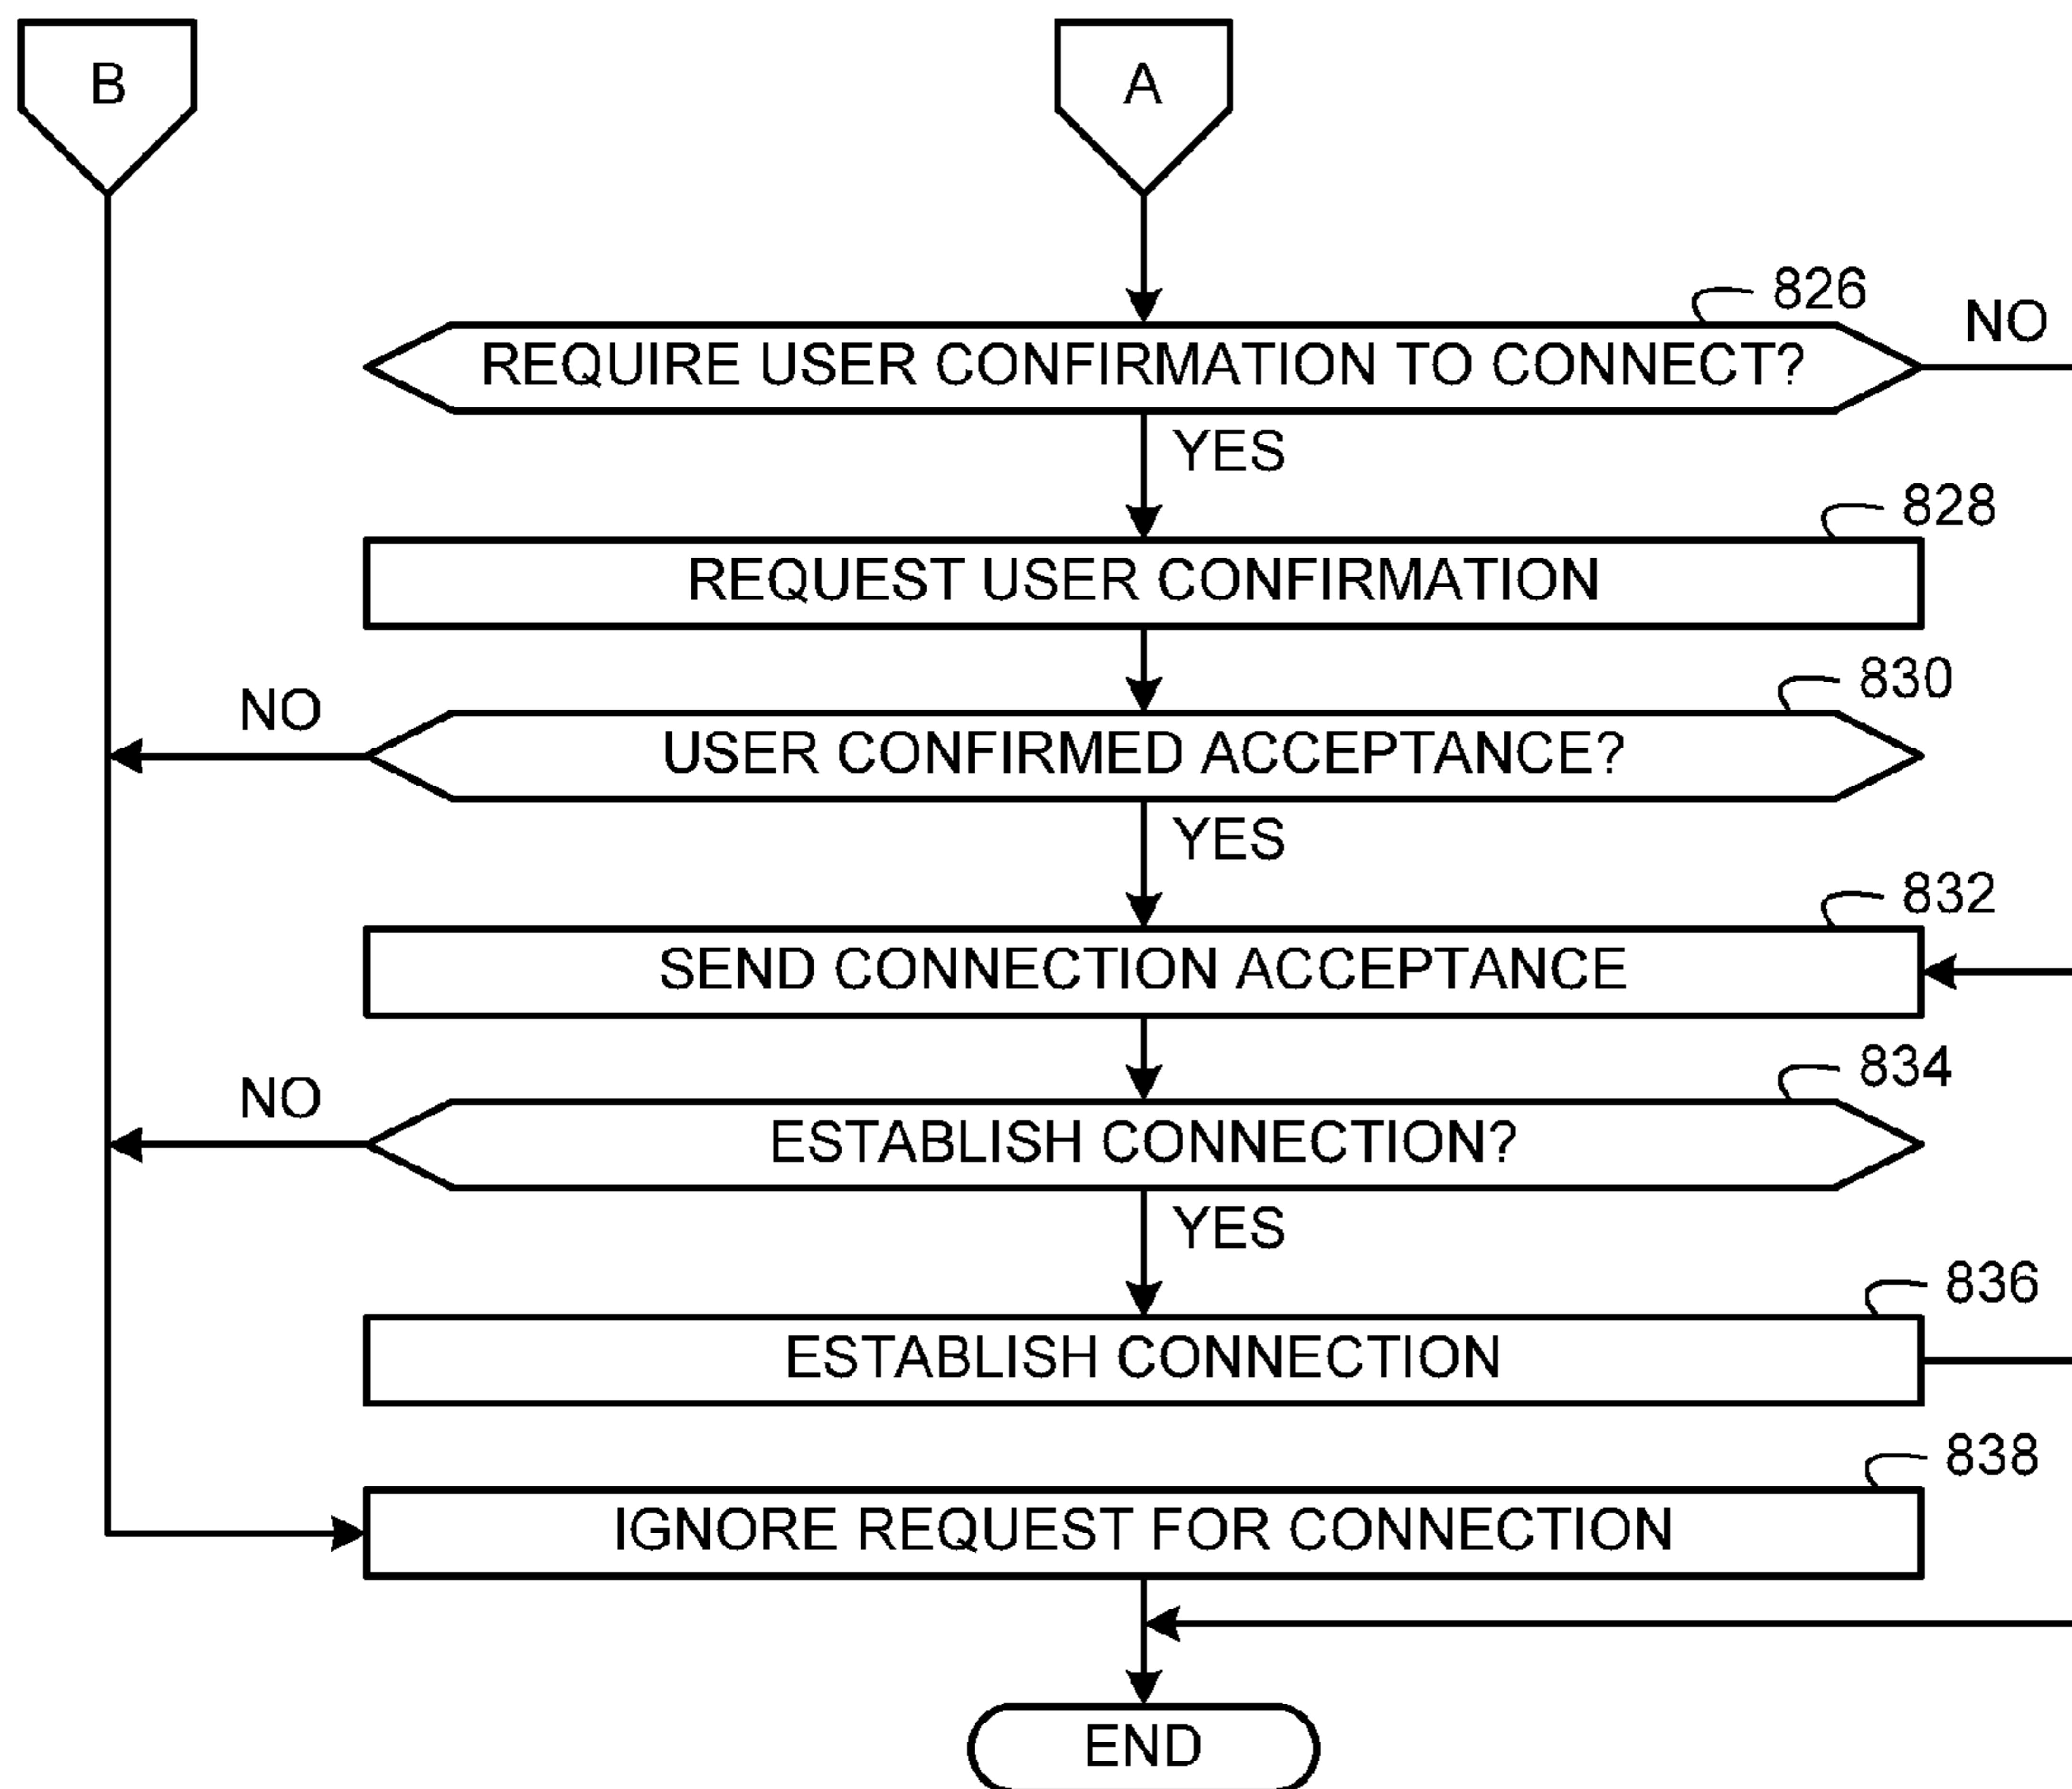 B
A
826
NO
REQUIRE USER CONFIRMATION TO CONNECT?
YES
828
REQUEST USER CONFIRMATION
830
NO
USER CONFIRMED ACCEPTANCE?
YES
832
SEND CONNECTION ACCEPTANCE
834
NO
ESTABLISH CONNECTION?
YES
836
ESTABLISH CONNECTION
838
IGNORE REQUEST FOR CONNECTION
END